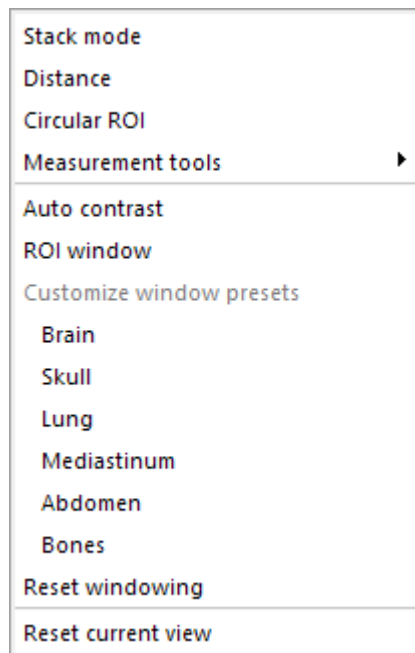 Stack mode
Distance
Circular ROI
Measurement tools
Auto contrast
ROI window
Customize window presets
Brain
Skull
Lung
Mediastinum
Abdomen
Bones
Reset windowing
Reset current view